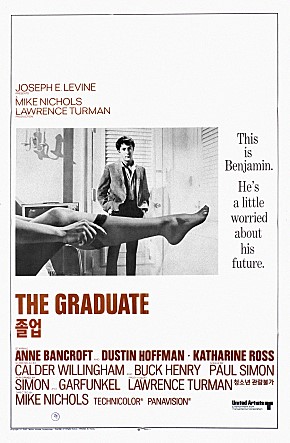 JOSEPH E. LEVINE
MIKE NICHOLS
LAWRENCE TURMAN
This
is
Benjamin.
He's
a little
worried
about
his
future.
THE GRADUATE
졸업
ANNE BANCROFT DUSTIN HOFFMAN · KATHARINE ROSS
CALDER WILLINGHAM BUCK HENRY PAUL SIMON
SIMON GARFUNKEL LAWRENCE TURMAN 청소년 관람불가
MIKE NICHOLS TECHNICOLOR® PANAVISION®
United Artists